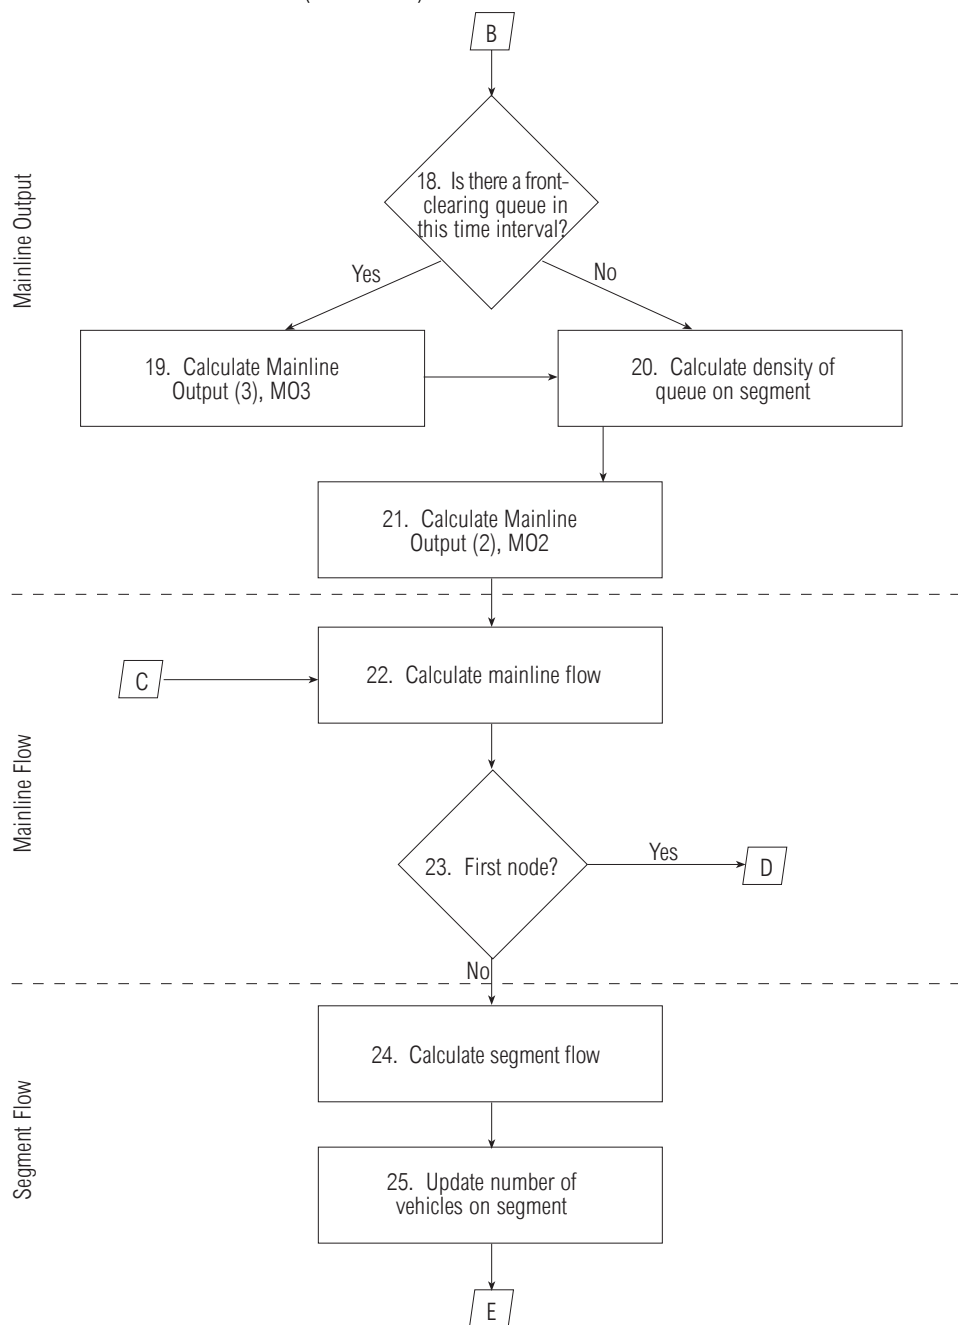 B
Mainline Output
18. Is there a front-
clearing queue in
this time interval?
Yes
No
19. Calculate Mainline
Output (3), MO3
20. Calculate density of
queue on segment
21. Calculate Mainline
Output (2), MO2
Mainline Flow
C
22. Calculate mainline flow
23. First node?
Yes
D
No
Segment Flow
24. Calculate segment flow
25. Update number of
vehicles on segment
E